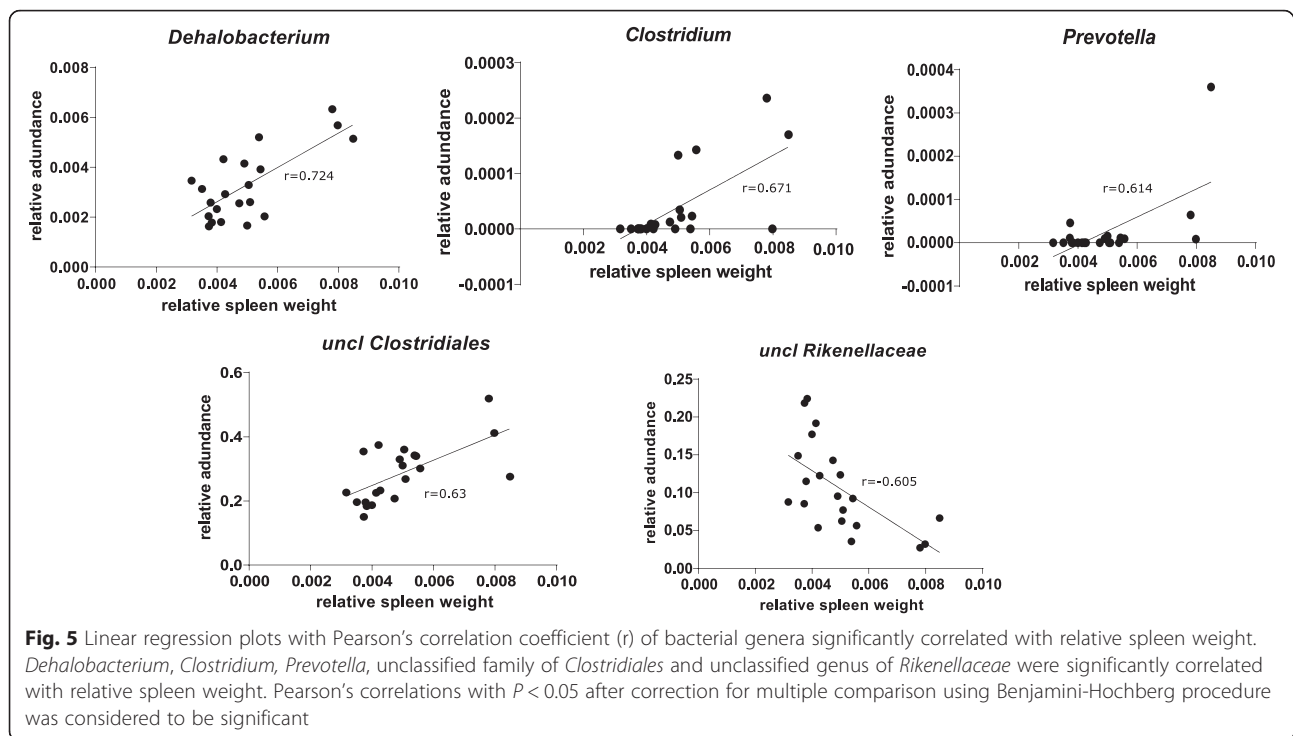 Dehalobacterium
relative adundance
0.008
0.006
0.004
0.002
0.000
r=0.724
0.000 0.002 0.004 0.006 0.008 0.010
relative spleen weight
Clostridium
relative adundance
0.0003
0.0002
0.0001
0.0000
-0.0001
r=0.671
0.002 0.004 0.006 0.008 0.010
relative spleen weight
Prevotella
relative adundance
0.0004
0.0003
0.0002
0.0001
0.0000
-0.0001
r=0.614
0.002 0.004 0.006 0.008 0.010
relative spleen weight
uncl Clostridiales
relative adundance
0.6
0.4
0.2
0.0
r=0.63
0.000 0.002 0.004 0.006 0.008 0.010
relative spleen weight
uncl Rikenellaceae
relative adundance
0.25
0.20
0.15
0.10
0.05
0.00
r=-0.605
0.000 0.002 0.004 0.006 0.008 0.010
relative spleen weight
Fig. 5 Linear regression plots with Pearson's correlation coefficient (r) of bacterial genera significantly correlated with relative spleen weight.
Dehalobacterium, Clostridium, Prevotella, unclassified family of Clostridiales and unclassified genus of Rikenellaceae were significantly correlated
with relative spleen weight. Pearson's correlations with P < 0.05 after correction for multiple comparison using Benjamini-Hochberg procedure
was considered to be significant